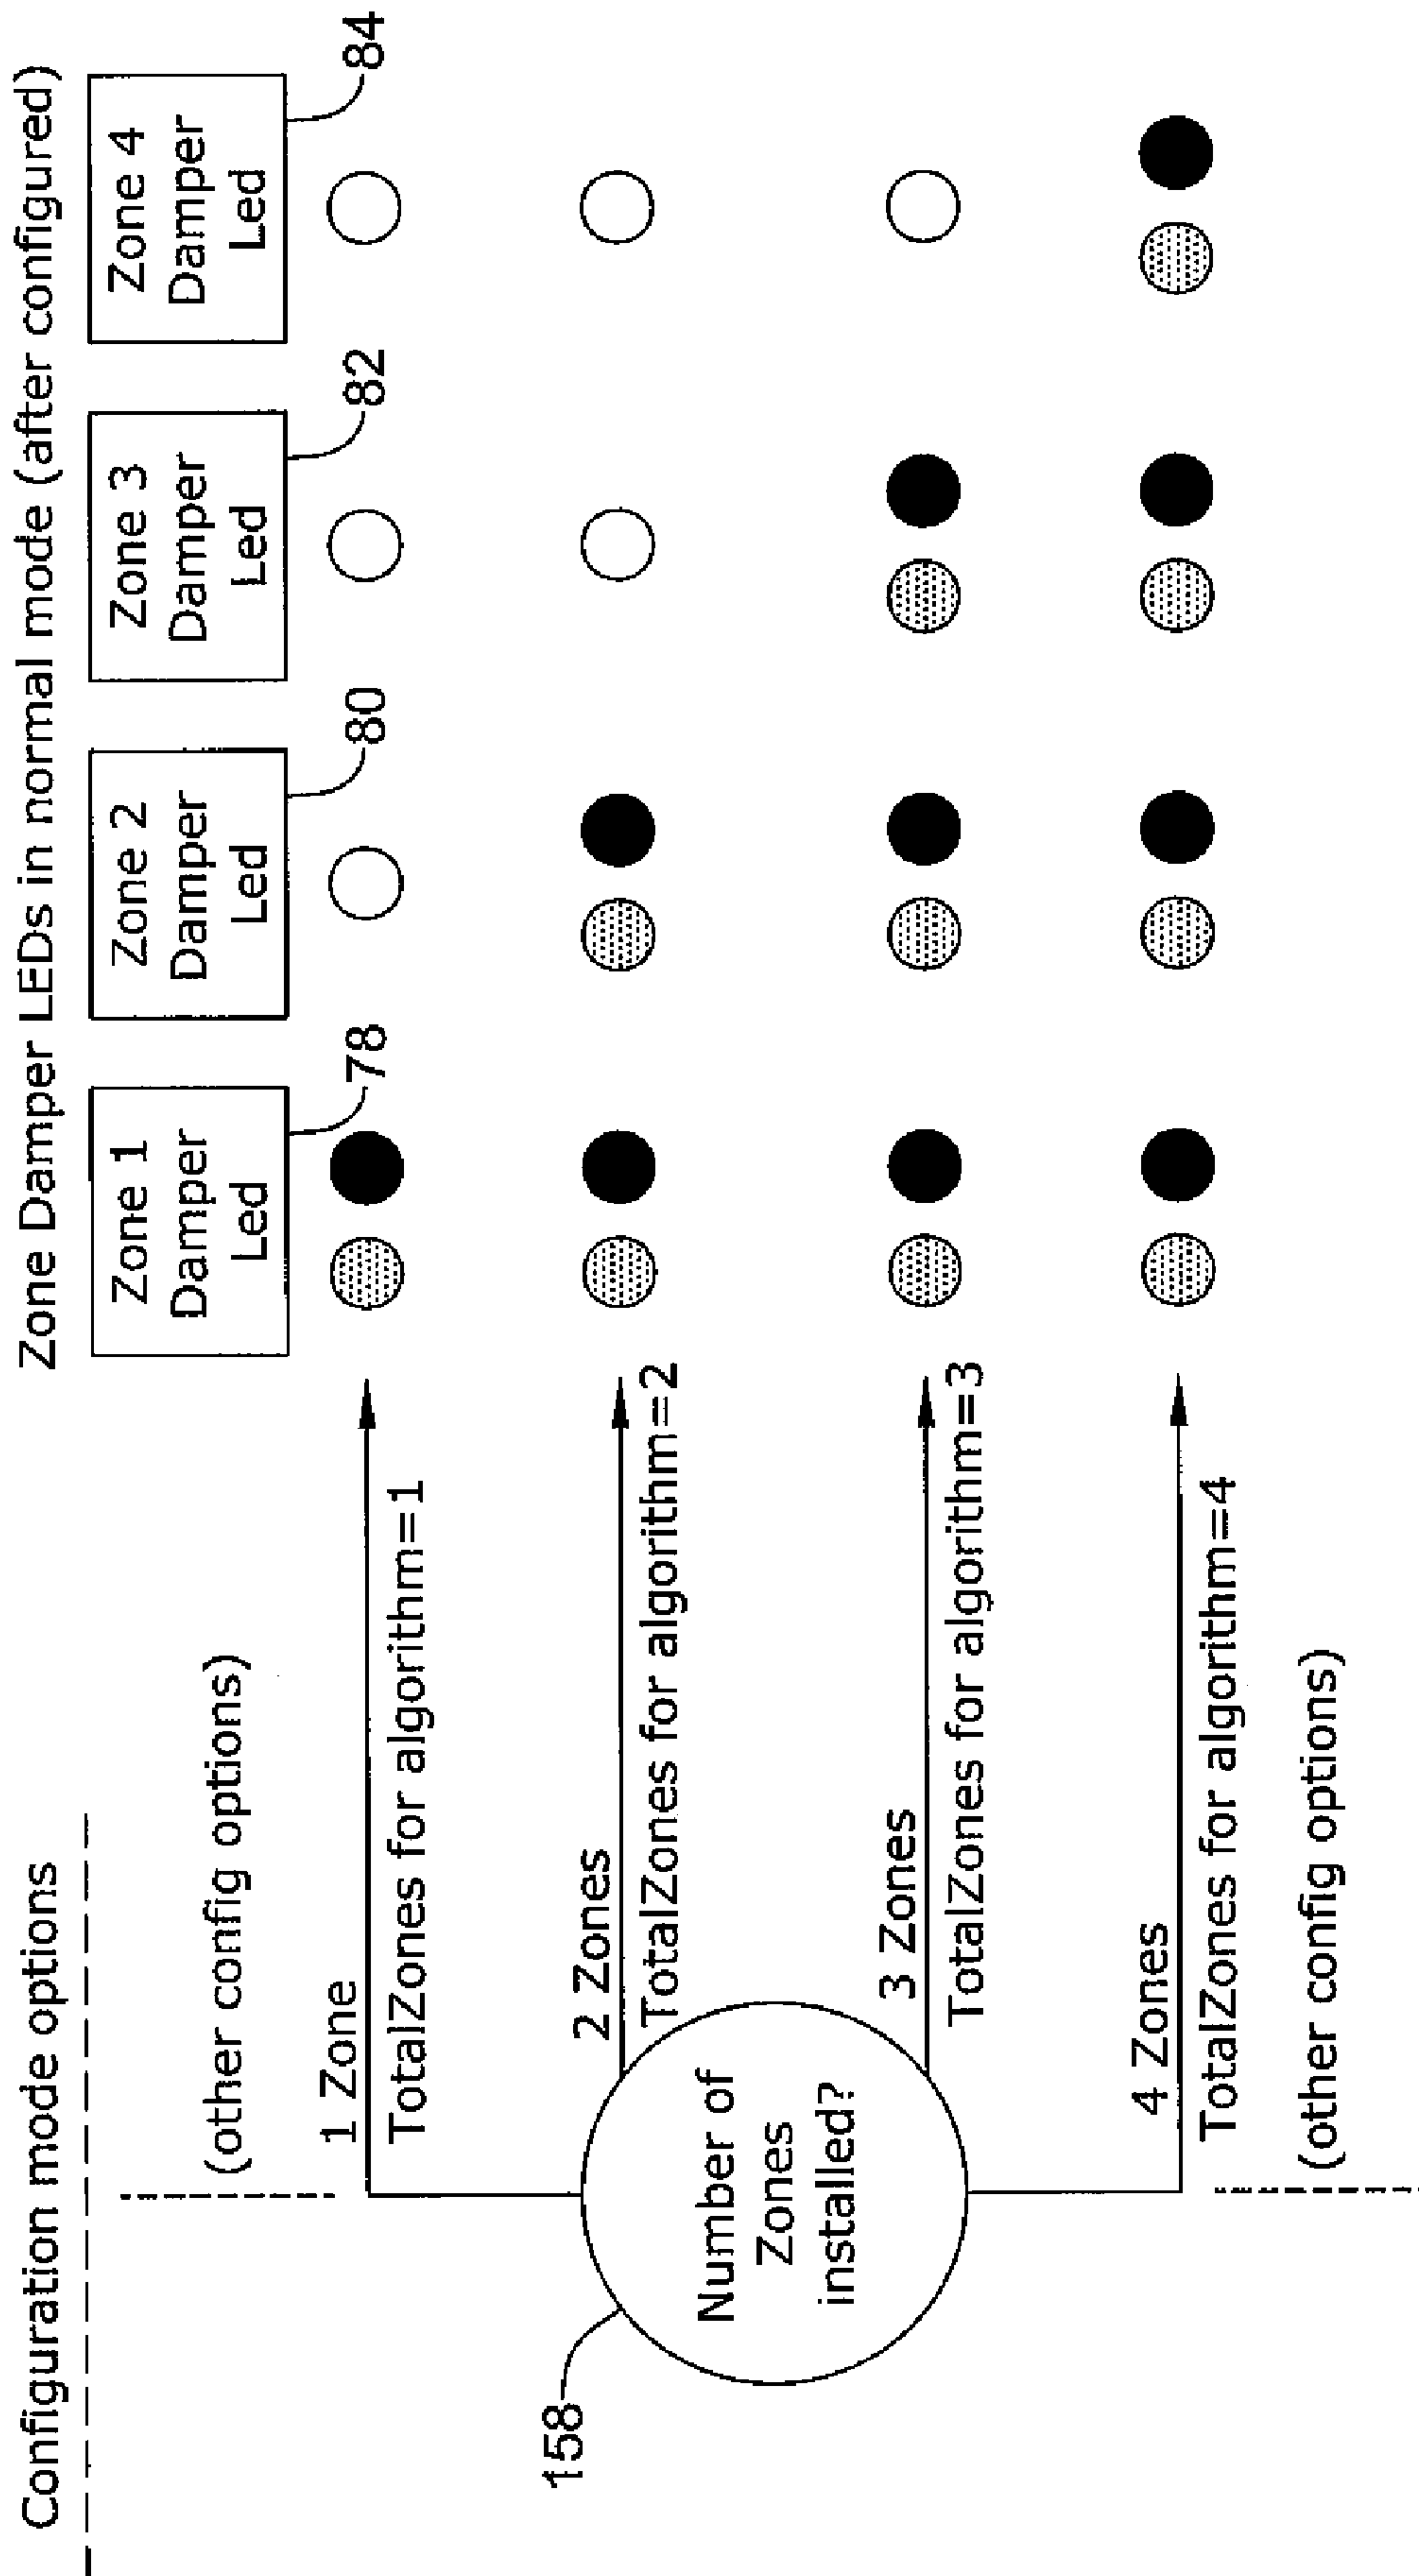 Configuration mode options
Zone Damper LEDs in normal mode (after configured)
Zone 1
Damper
Led
78
Zone 2
Damper
Led
80
Zone 3
Damper
Led
82
Zone 4
Damper
Led
84
(other config options)
1 Zone
TotalZones for algorithm=1
2 Zones
TotalZones for algorithm=2
158
Number of
Zones
installed?
3 Zones
TotalZones for algorithm=3
4 Zones
TotalZones for algorithm=4
(other config options)